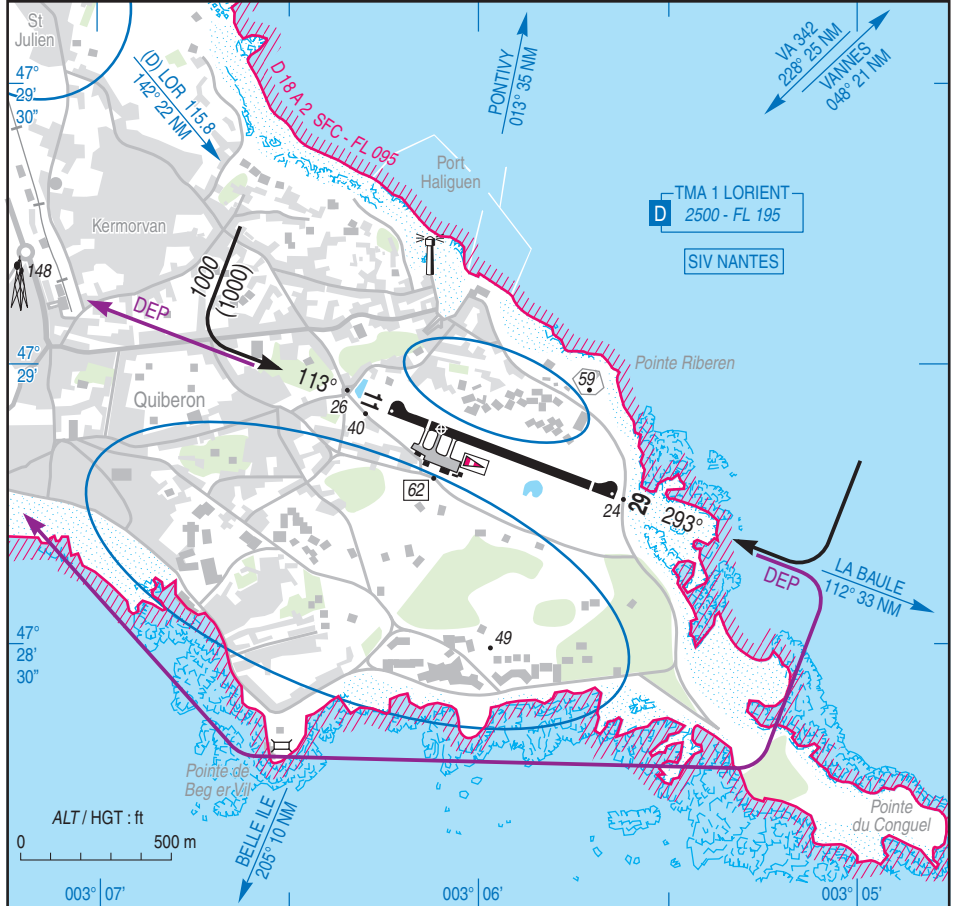 St
Julien
47°
29'
30"
(D) LOR 115.8
142° 22 NM
D 18 A 2 SFC - FL 095
PONTIVY
013° 35 NM
VA 342
228° 25 NM
VANNES
048° 21 NM
Port
Haliguen
TMA 1 LORIENT
D
2500 - FL 195
SIV NANTES
Kermorvan
148
1000
(1000)
DEP
47°
29'
113°
11
26
40
59
Pointe Riberen
Quiberon
62
24
29
293°
DEP
LA BAULE
112° 33 NM
47°
28'
30"
49
Pointe de
Beg er Vil
BELLE ILE
205° 10 NM
Pointe
du Conguel
ALT / HGT : ft
0 500 m
003° 07'
003° 06'
003° 05'